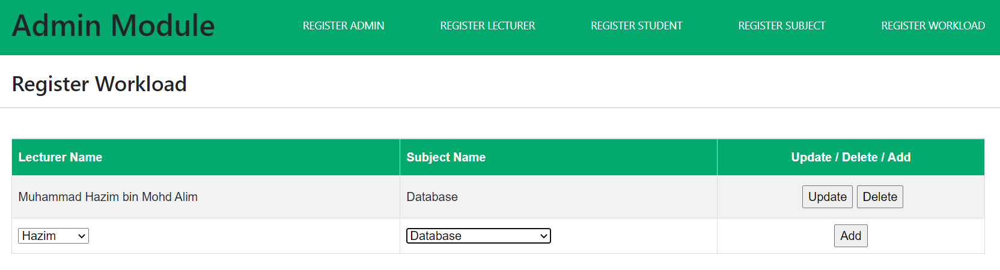 Admin Module REGISTER ADMIN REGISTER LECTURER REGISTER STUDENT REGISTER SUBJECT REGISTER WORKLOAD
Register Workload
Lecturer Name Subject Name Update / Delete / Add
Muhammad Hazim bin Mohd Alim Database Update Delete
Hazim Database Add